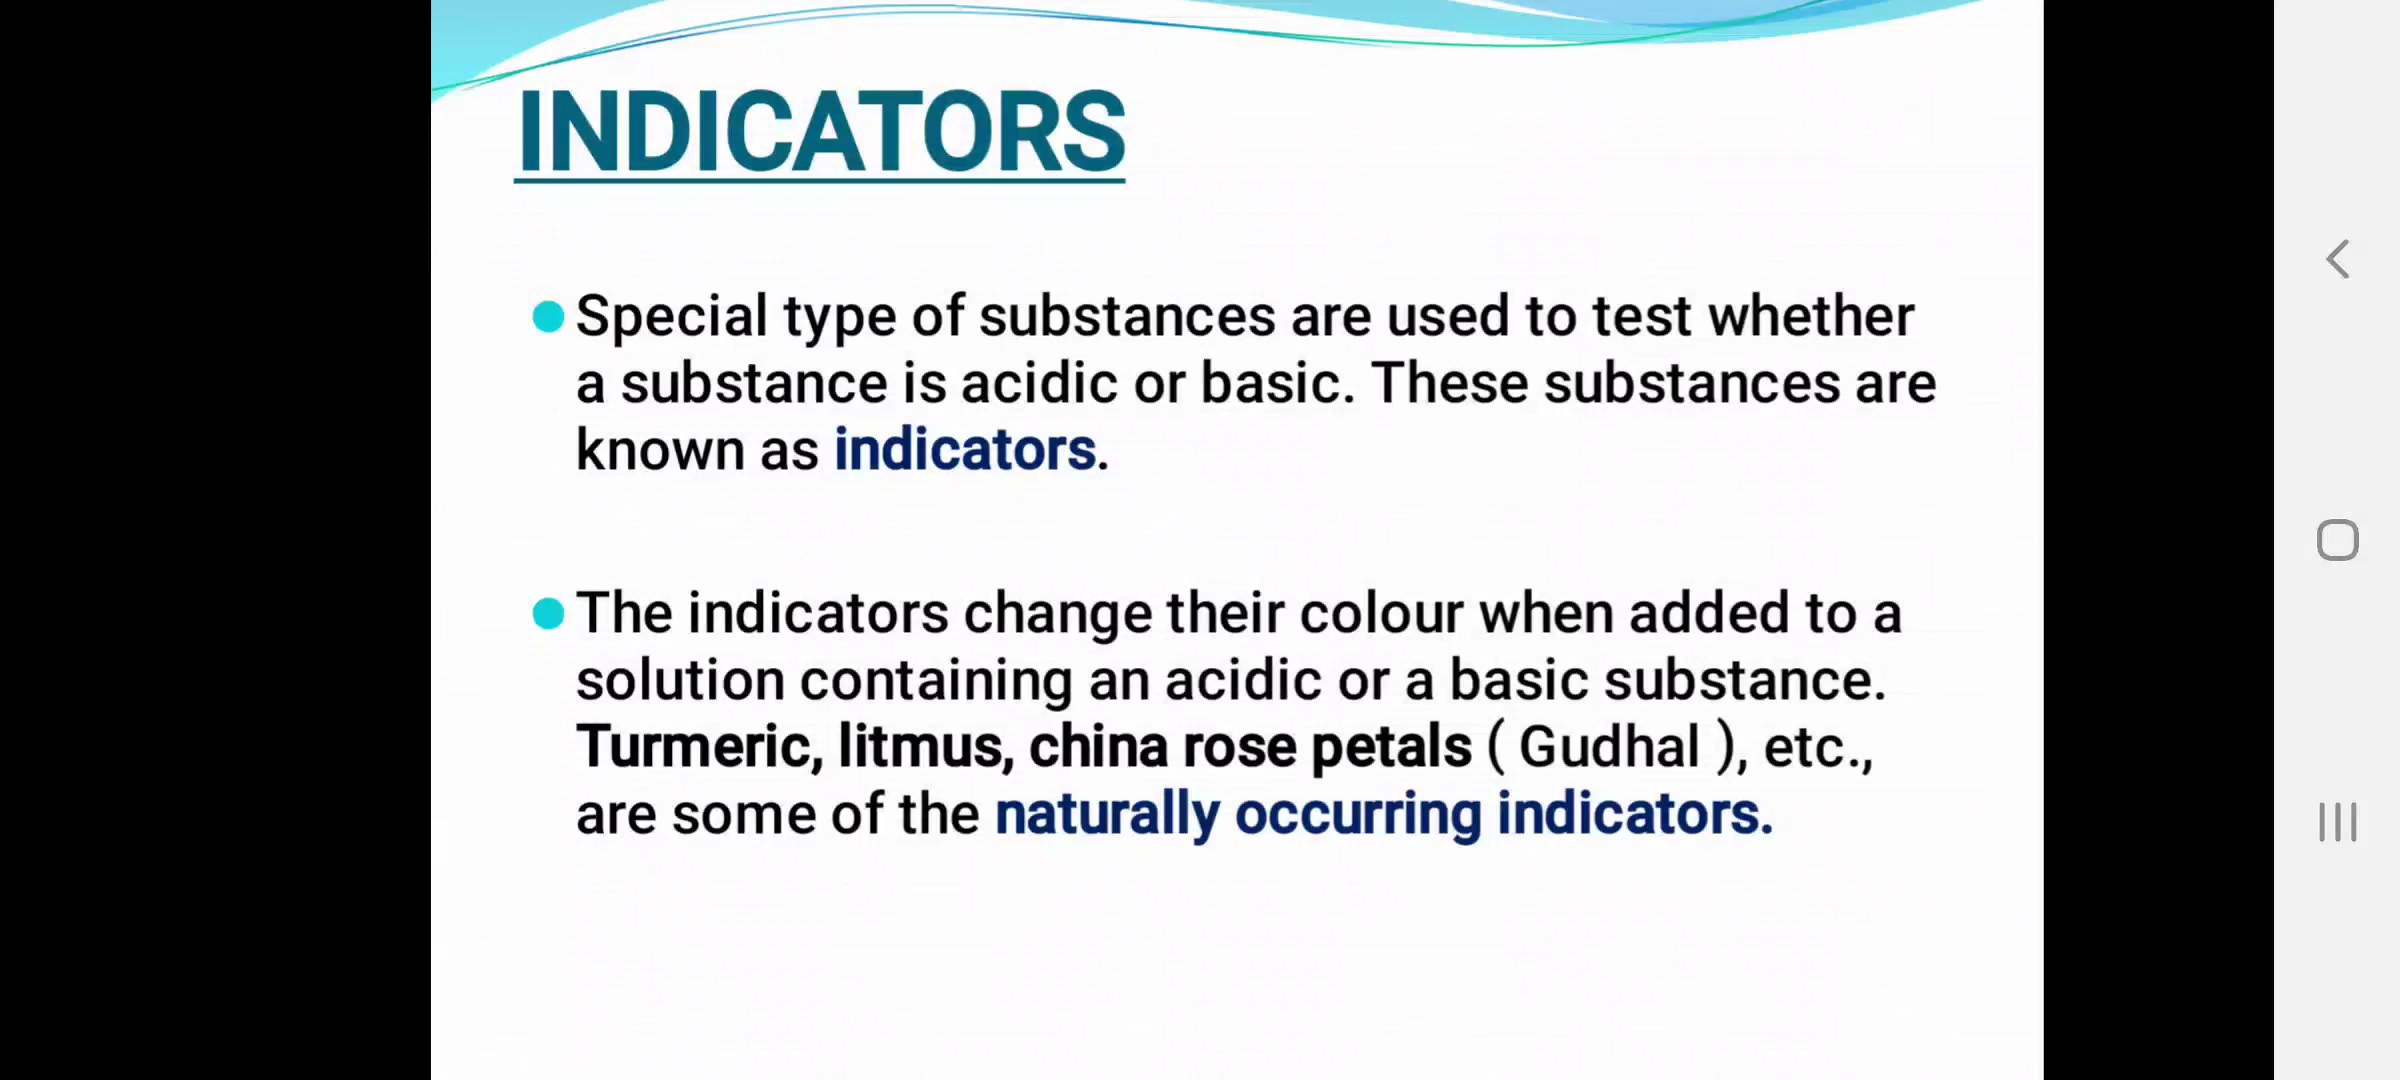 INDICATORS
Special type of substances are used to test whether
a substance is acidic or basic. These substances are
known as indicators.
The indicators change their colour when added to a
solution containing an acidic or a basic substance.
Turmeric, litmus, china rose petals ( Gudhal ), etc.,
are some of the naturally occurring indicators.